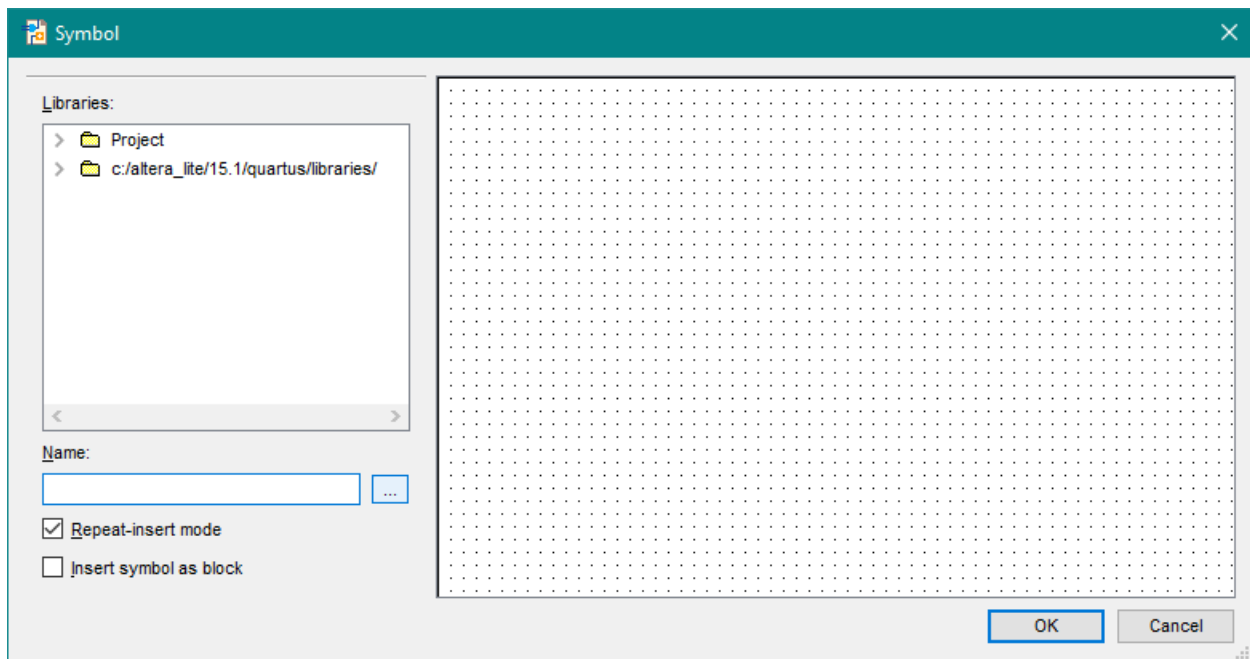 Symbol
Libraries:
Project
c:/altera_lite/15.1/quartus/libraries/
Name:
...
Repeat-insert mode
Insert symbol as block
OK
Cancel